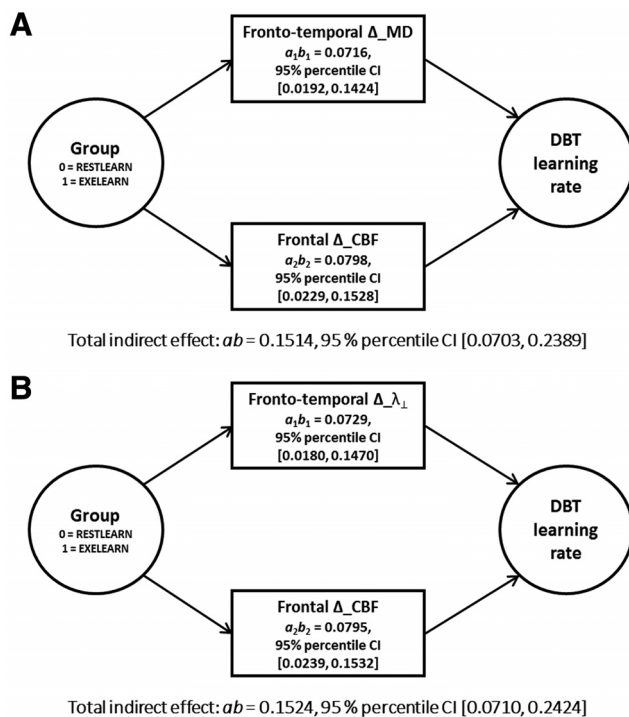 A
Fronto-temporal Δ_MD
a₁b₁ = 0.0716,
95% percentile CI
[0.0192, 0.1424]
Group
0 = RESTLEARN
1 = EXELEARN
DBT
learning
rate
Frontal Δ_CBF
a₂b₂ = 0.0798,
95% percentile CI
[0.0229, 0.1528]
Total indirect effect: ab = 0.1514, 95 % percentile CI [0.0703, 0.2389]
B
Fronto-temporal Δ_λ⊥
a₁b₁ = 0.0729,
95% percentile CI
[0.0180, 0.1470]
Group
0 = RESTLEARN
1 = EXELEARN
DBT
learning
rate
Frontal Δ_CBF
a₂b₂ = 0.0795,
95% percentile CI
[0.0239, 0.1532]
Total indirect effect: ab = 0.1524, 95 % percentile CI [0.0710, 0.2424]